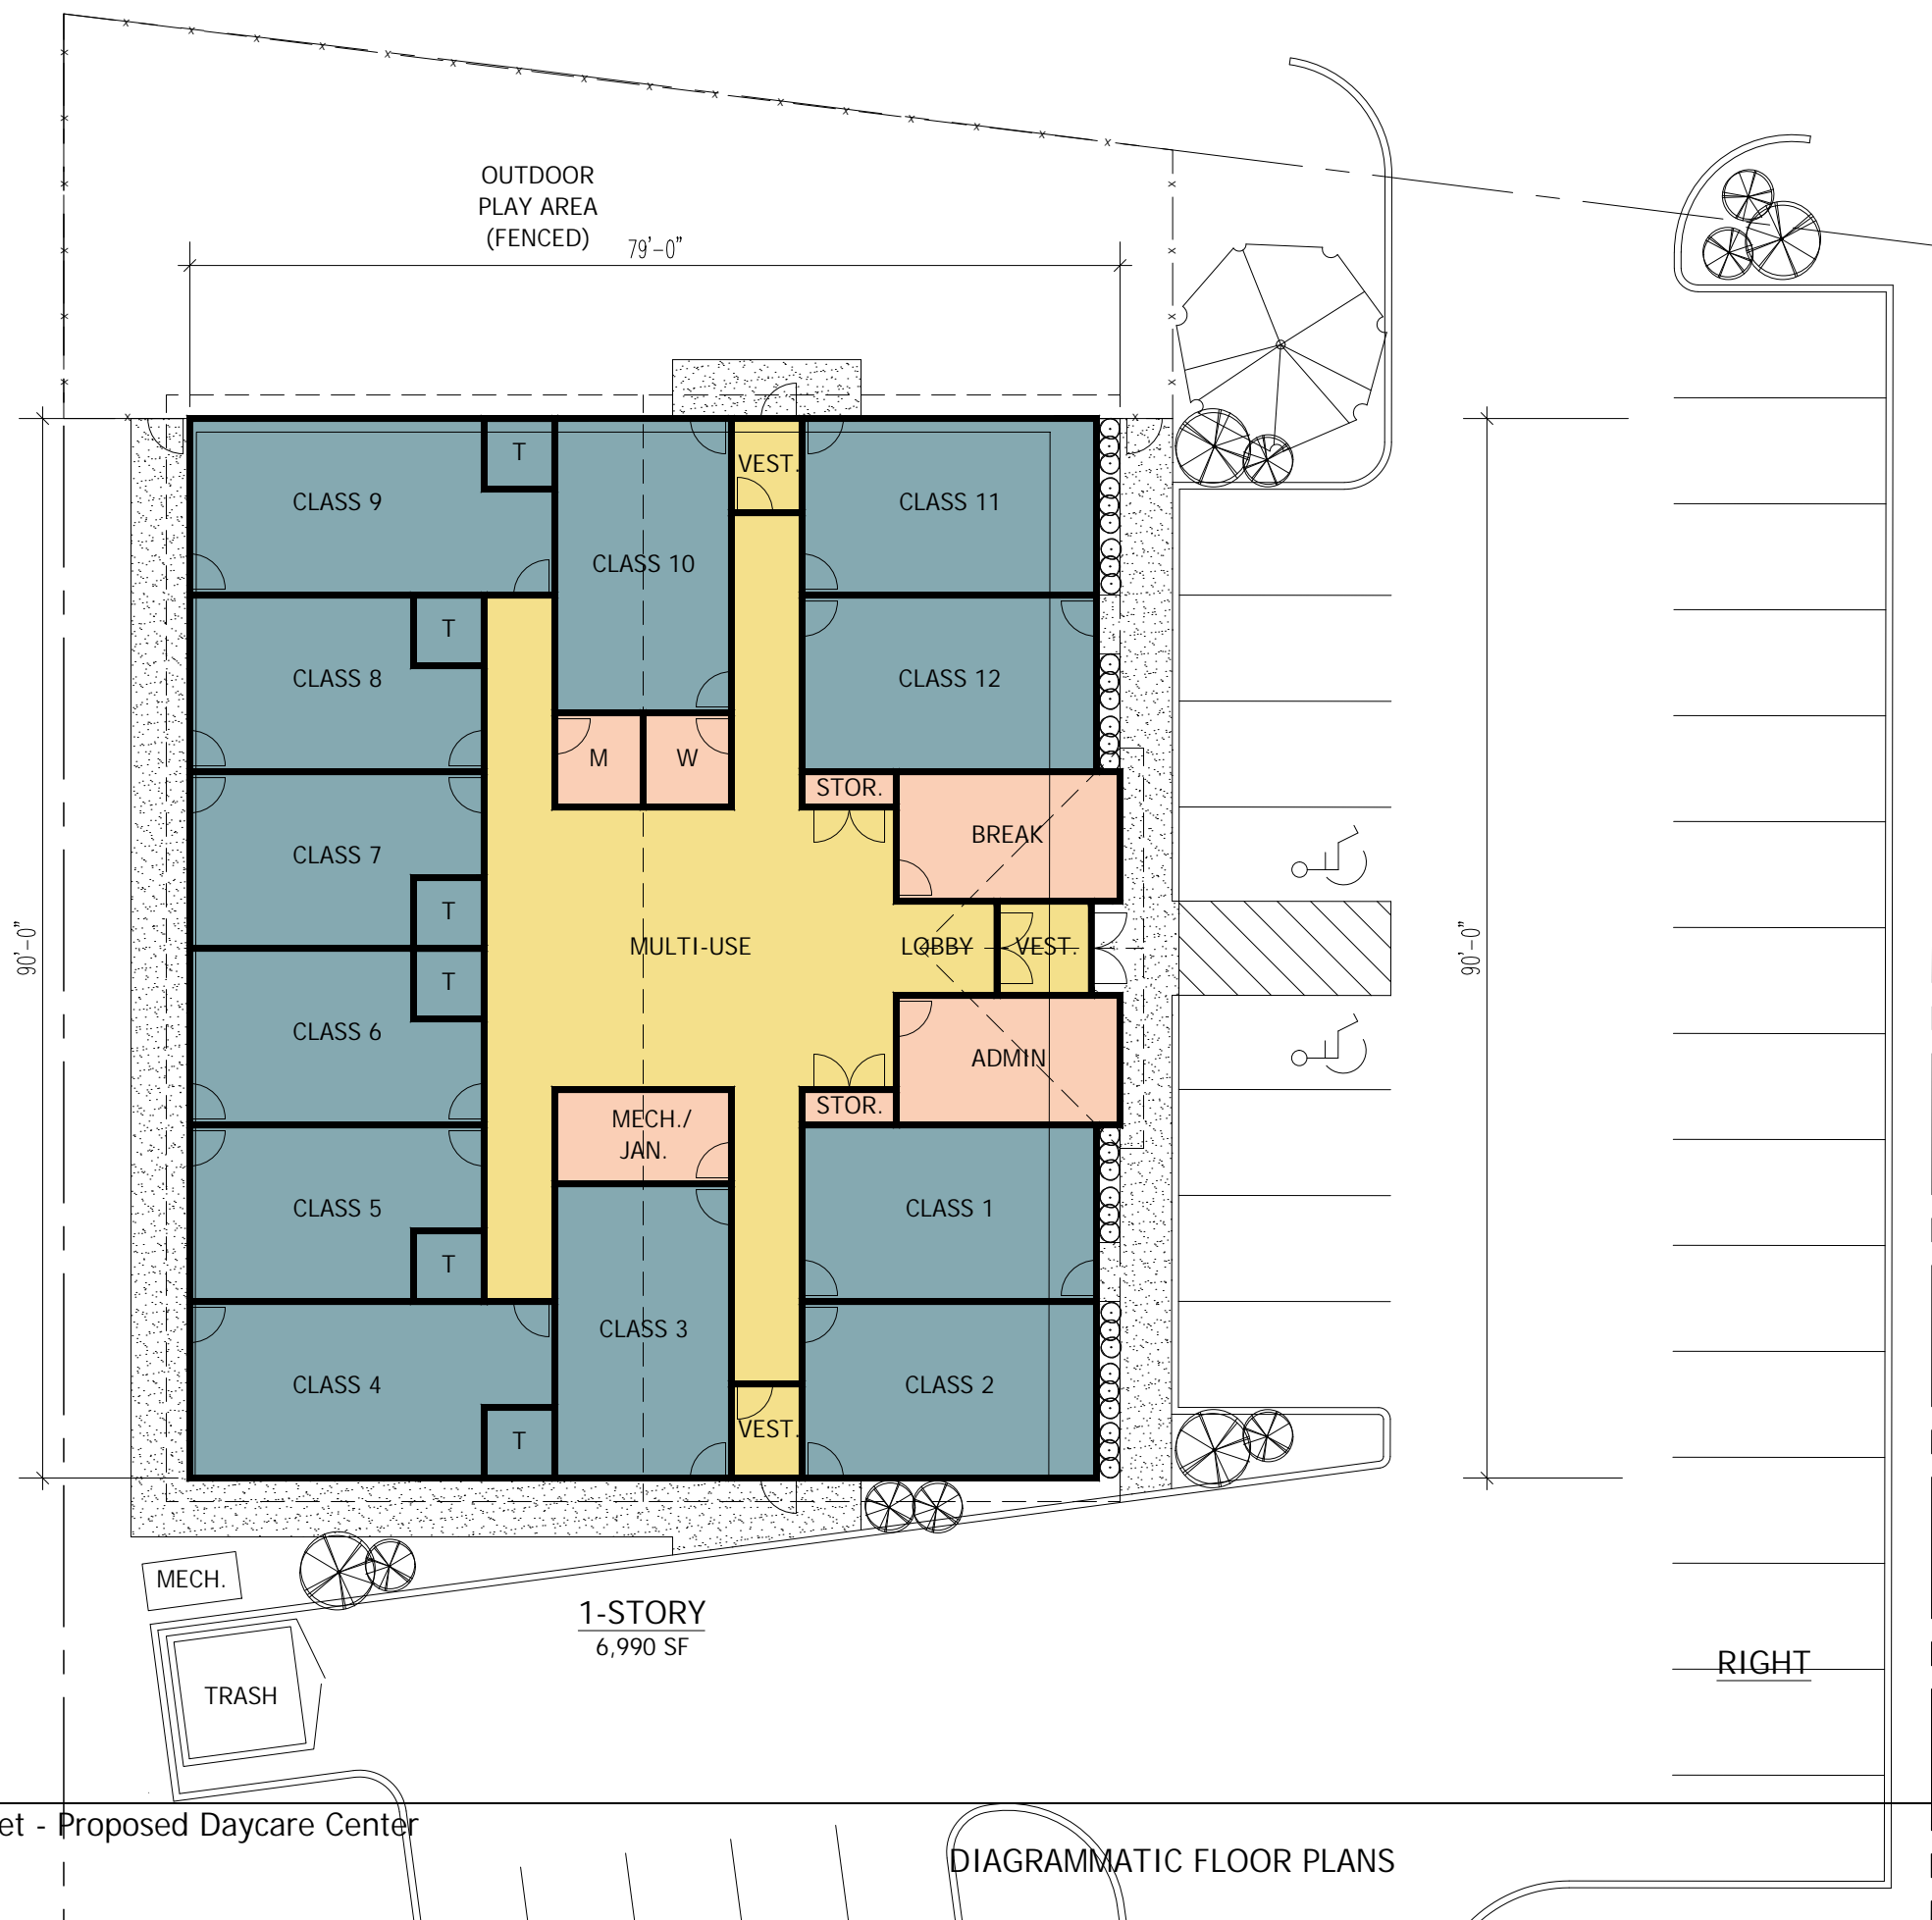 OUTDOOR
PLAY AREA
(FENCED)
79'-0"
T
VEST.
CLASS 9
CLASS 11
CLASS 10
T
CLASS 8
CLASS 12
M
W
STOR.
BREAK
CLASS 7
T
90'-0"
MULTI-USE
LOBBY
VEST.
90'-0"
T
CLASS 6
ADMIN
STOR.
MECH./
JAN.
CLASS 5
CLASS 1
T
CLASS 3
CLASS 4
CLASS 2
T
VEST.
MECH.
1-STORY
6,990 SF
RIGHT
TRASH
et - Proposed Daycare Center
DIAGRAMMATIC FLOOR PLANS